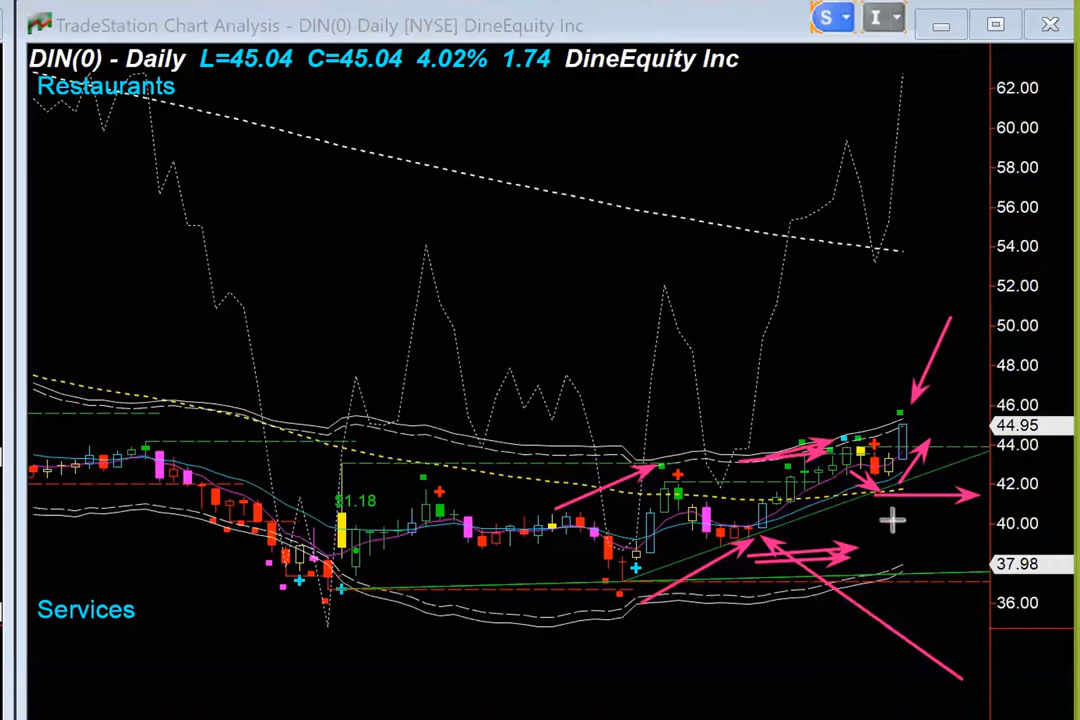 TradeStation Chart Analysis - DIN(0) Daily [NYSE] DineEquity Inc
S
I
DIN(0) - Daily L=45.04 C=45.04 4.02% 1.74 DineEquity Inc
Restaurants
62.00
60.00
58.00
56.00
54.00
52.00
50.00
48.00
46.00
44.95
44.00
42.00
$1.18
40.00
37.98
36.00
Services